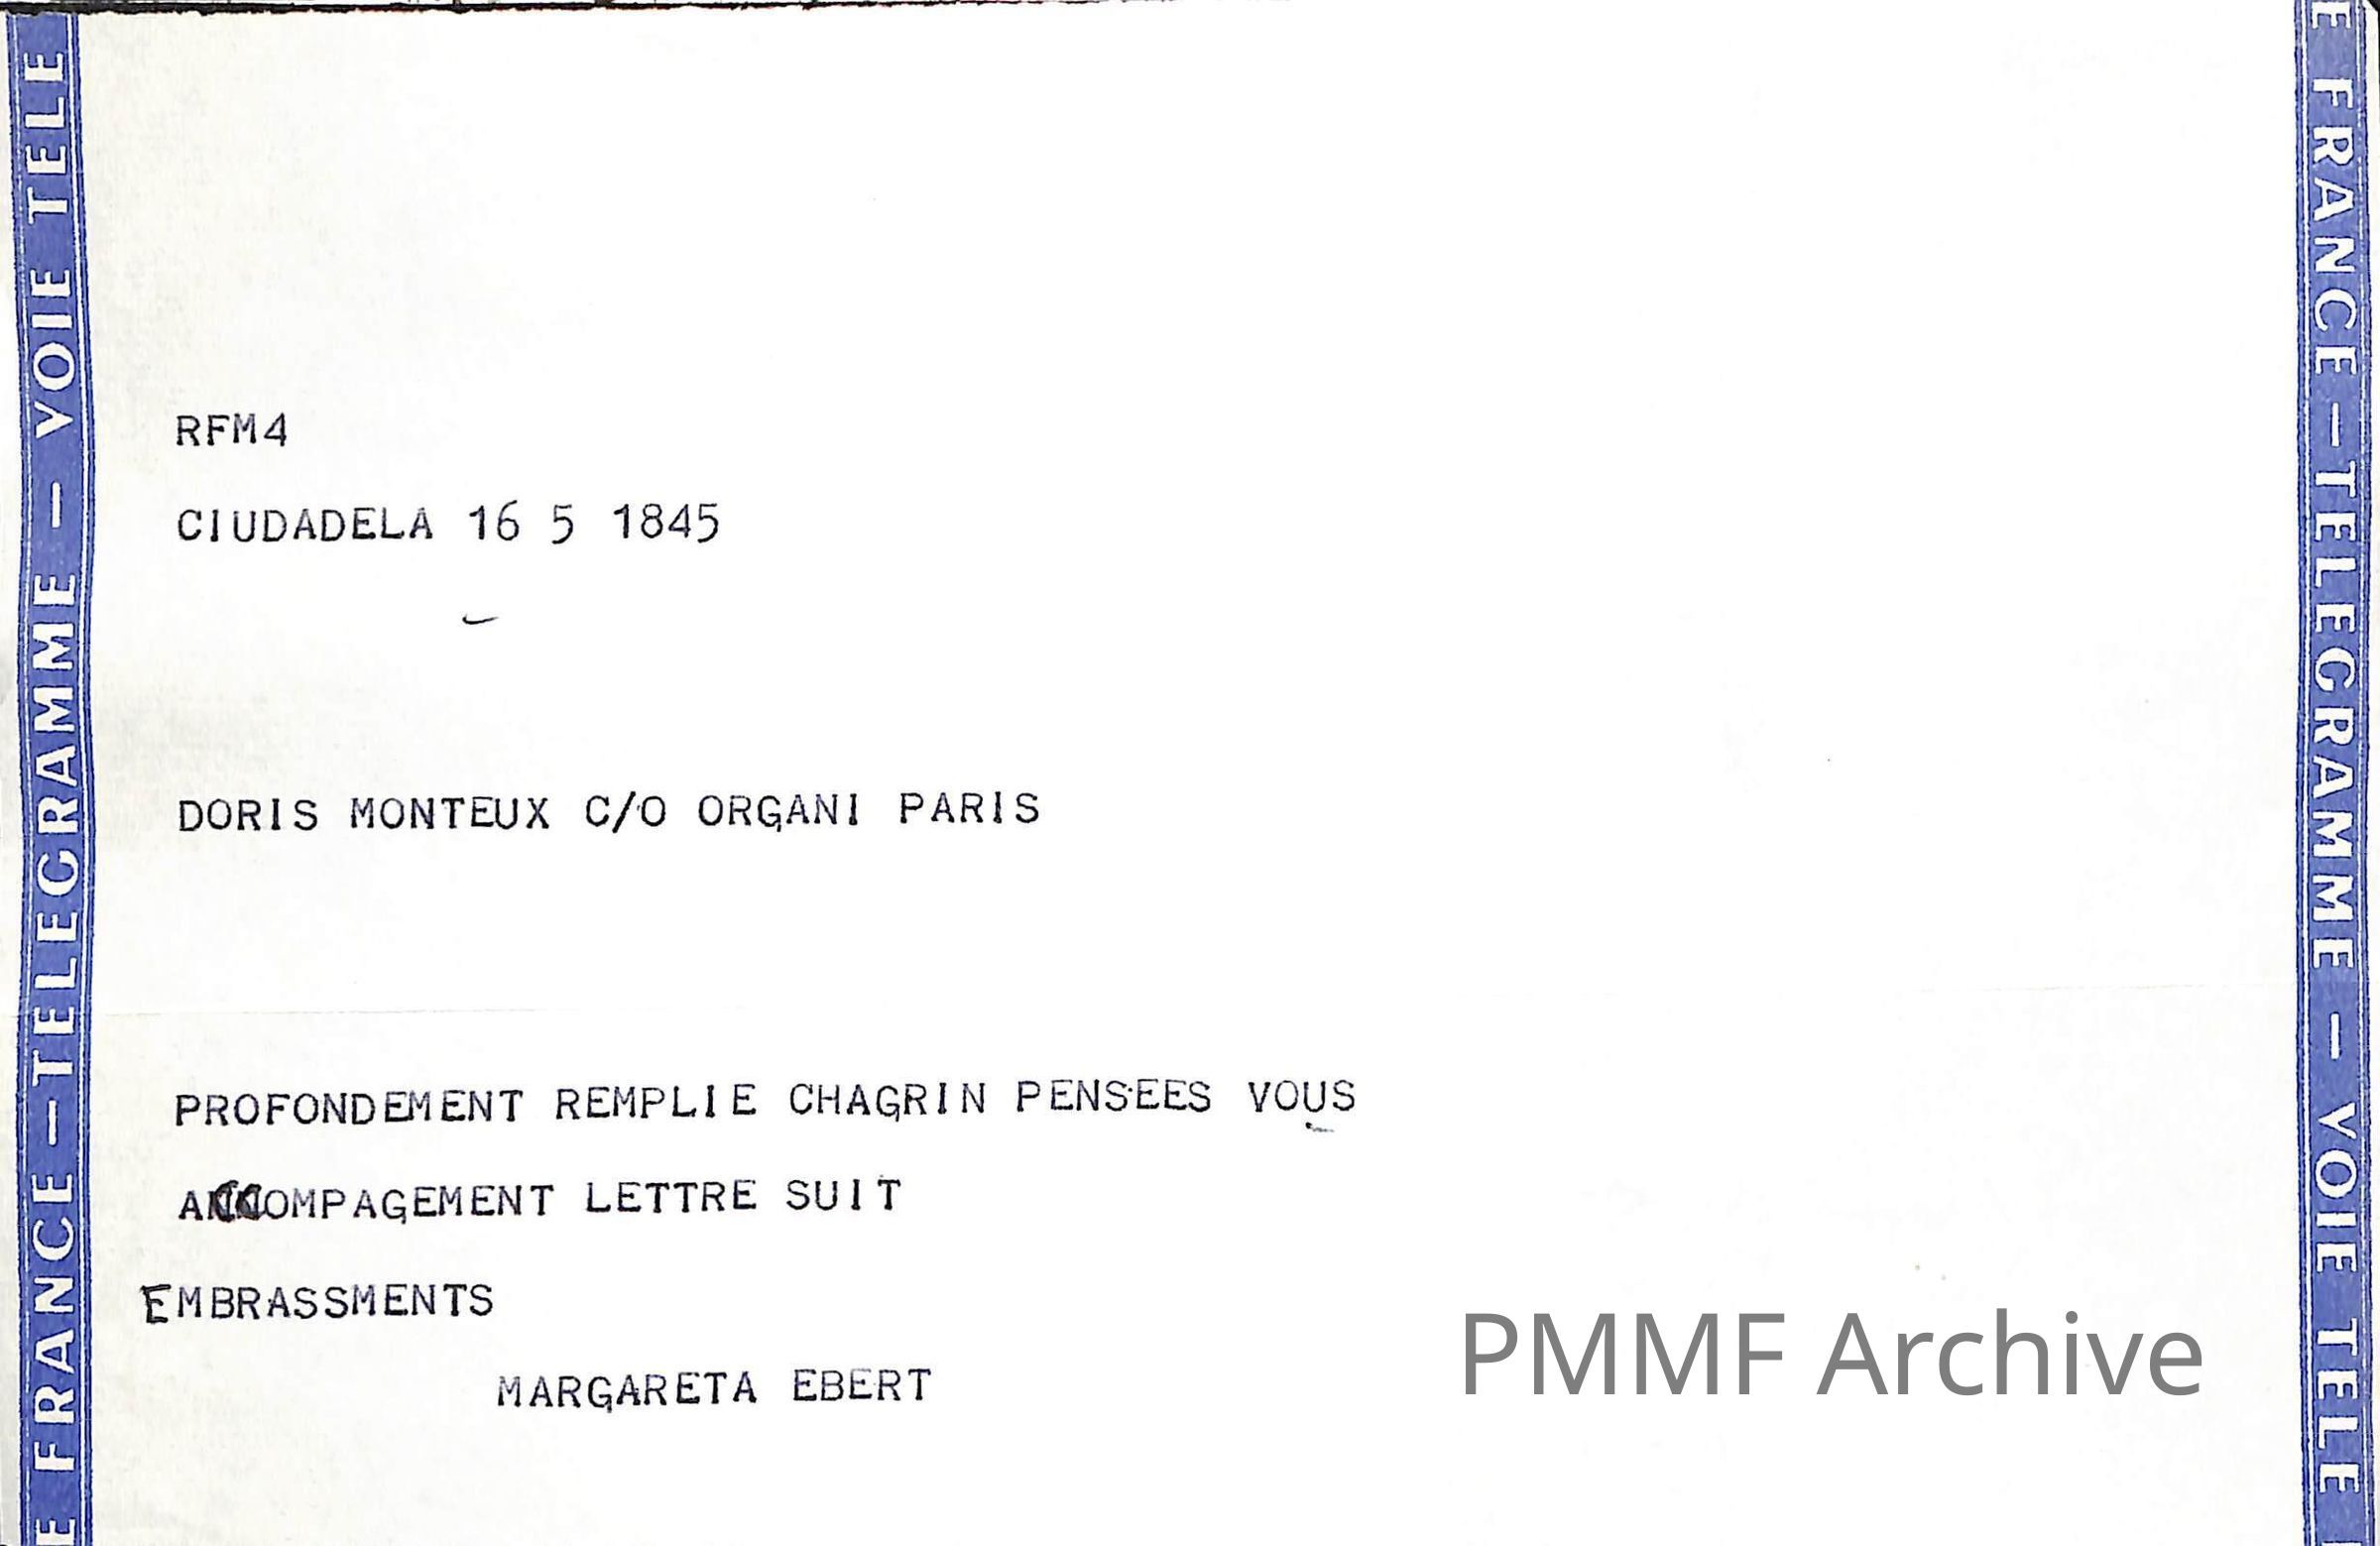 RFM4
CIUDADELA 16 5 1845
DORIS MONTEUX C/O ORGANI PARIS
PROFONDEMENT REMPLIE CHAGRIN PENSEES VOUS
ACCOMPAGEMENT LETTRE SUIT
EMBRASSMENTS
MARGARETA EBERT
PMMF Archive
E FRANCE – TELEGRAMME – VOIE TELE
E FRANCE – TELEGRAMME – VOIE TELE